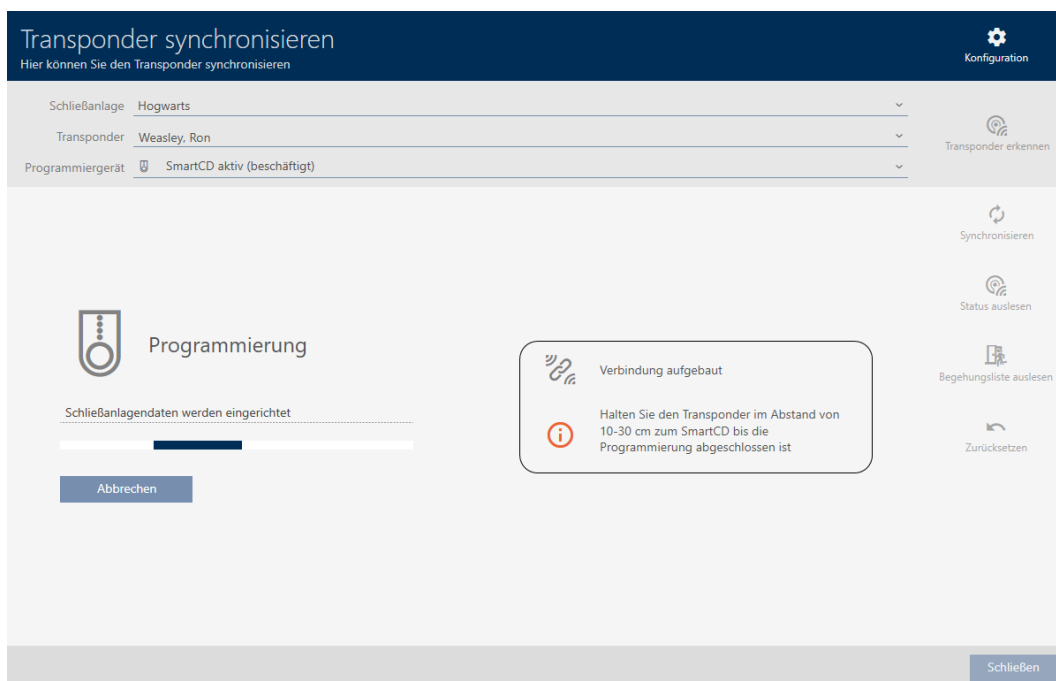 Transponder synchronisieren
Hier können Sie den Transponder synchronisieren
Konfiguration
Schließanlage Hogwarts
Transponder Weasley, Ron
Programmiergerät SmartCD aktiv (beschäftigt)
Transponder erkennen
Synchronisieren
Status auslesen
Begehungsliste auslesen
Zurücksetzen
Programmierung
Schließanlagendaten werden eingerichtet
Abbrechen
Verbindung aufgebaut
Halten Sie den Transponder im Abstand von
10-30 cm zum SmartCD bis die
Programmierung abgeschlossen ist
Schließen